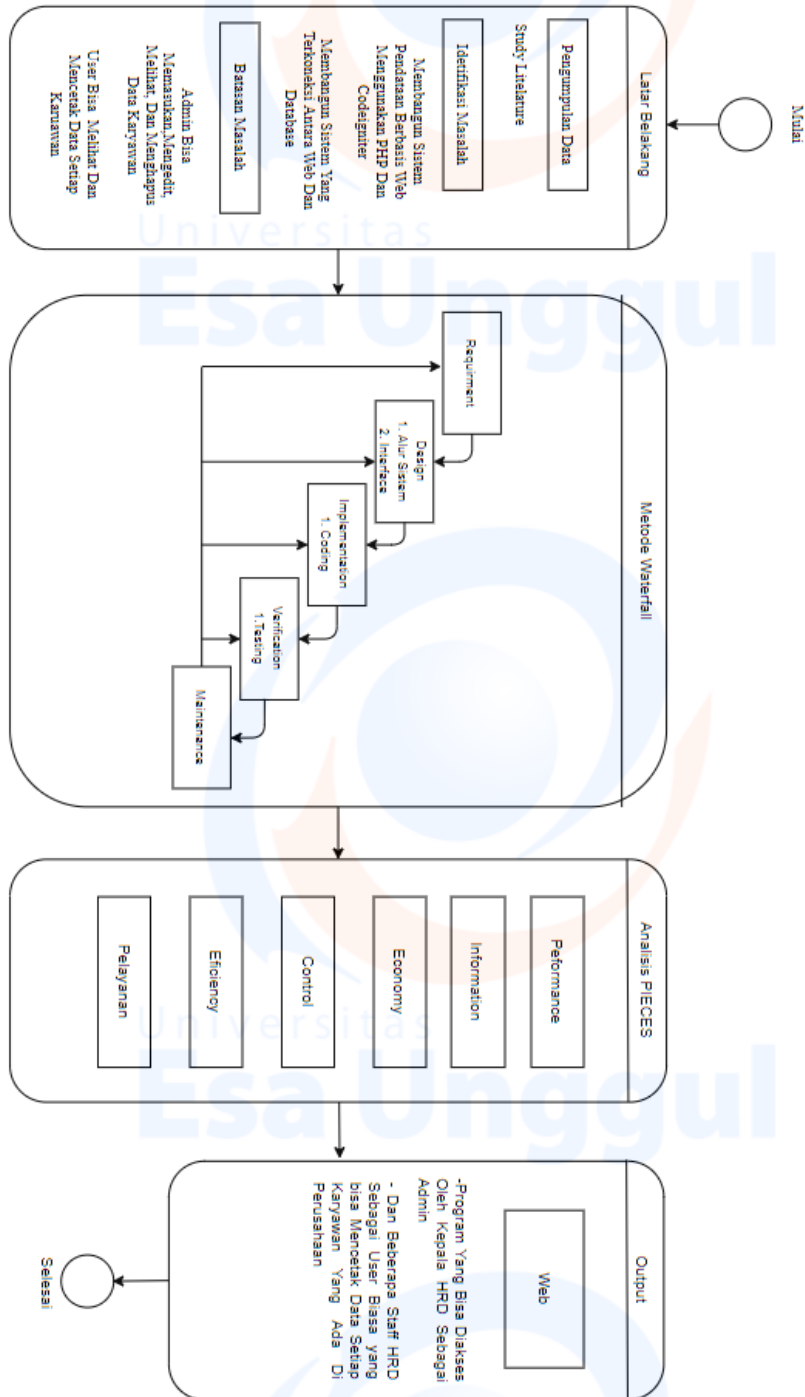 Mulai
Latar Belakang
Pengumpulan Data
Study Litelature
Idetifikasi Masalah
Membangun Sistem
Pendataan Berbasis Web
Menggunakan PHP Dan
Codeigniter
Membangun Sistem Yang
Terkoneksi Antara Web Dan
Database
Batasan Masalah
Admin Bisa
Memasukan,Mengedit,
Melihat, Dan Menghapus
Data Karyawan
User Bisa Melihat Dan
Mencetak Data Setiap
Karyawan
Metode Waterfall
Requirment
Design
1. Alur Sistem
2. Interface
Implementation
1. Coding
Verification
1.Testing
Maintenance
Analisis PIECES
Peformance
Information
Economy
Control
Eficiency
Pelayanan
Output
Web
-Program Yang Bisa Diakses
Oleh Kepala HRD Sebagai
Admin
- Dan Beberapa Staff HRD
Sebagai User Biasa yang
bisa Mencetak Data Setiap
Karyawan Yang Ada Di
Perusahaan
Selesai
Universitas
Esa Unggul
Universitas
Esa Unggul